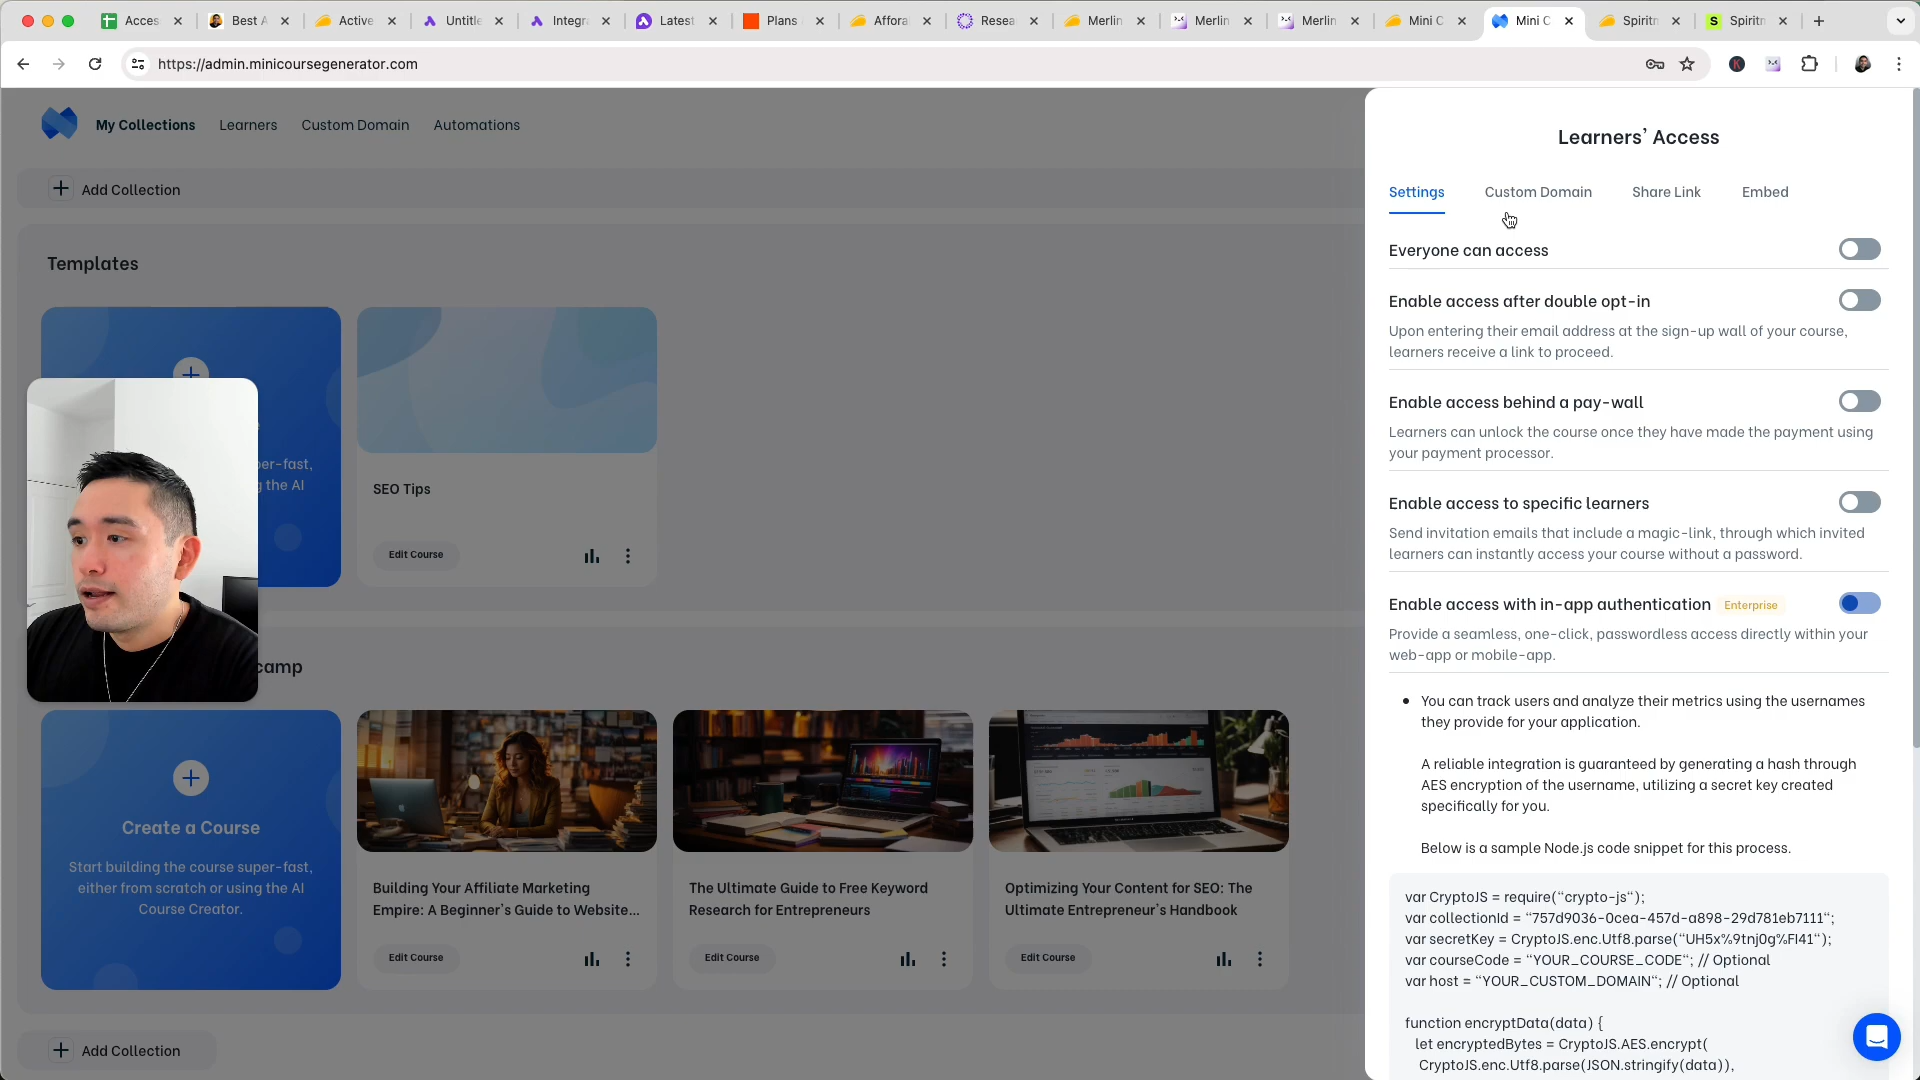 Acces
Best A
Active
Untitle
Integra
Latest
Plans
Affora
Resea
Merlin
Merlin
Merlin
Mini C
Mini C
Spiritn
Spiritn
https://admin.minicoursegenerator.com
My Collections
Learners
Custom Domain
Automations
Add Collection
Templates
per-fast,
g the AI
SEO Tips
Edit Course
camp
Create a Course
Start building the course super-fast,
either from scratch or using the AI
Course Creator.
Building Your Affiliate Marketing
Empire: A Beginner's Guide to Website...
Edit Course
The Ultimate Guide to Free Keyword
Research for Entrepreneurs
Edit Course
Optimizing Your Content for SEO: The
Ultimate Entrepreneur's Handbook
Edit Course
Add Collection
Learners' Access
Settings
Custom Domain
Share Link
Embed
Everyone can access
Enable access after double opt-in
Upon entering their email address at the sign-up wall of your course,
learners receive a link to proceed.
Enable access behind a pay-wall
Learners can unlock the course once they have made the payment using
your payment processor.
Enable access to specific learners
Send invitation emails that include a magic-link, through which invited
learners can instantly access your course without a password.
Enable access with in-app authentication Enterprise
Provide a seamless, one-click, passwordless access directly within your
web-app or mobile-app.
• You can track users and analyze their metrics using the usernames
they provide for your application.
A reliable integration is guaranteed by generating a hash through
AES encryption of the username, utilizing a secret key created
specifically for you.
Below is a sample Node.js code snippet for this process.
var CryptoJS = require("crypto-js");
var collectionId = "757d9036-0cea-457d-a898-29d781eb7111";
var secretKey = CryptoJS.enc.Utf8.parse("UH5x%9tnj0g%FI41");
var courseCode = "YOUR_COURSE_CODE"; // Optional
var host = "YOUR_CUSTOM_DOMAIN"; // Optional
function encryptData(data) {
let encryptedBytes = CryptoJS.AES.encrypt(
CryptoJS.enc.Utf8.parse(JSON.stringify(data)),